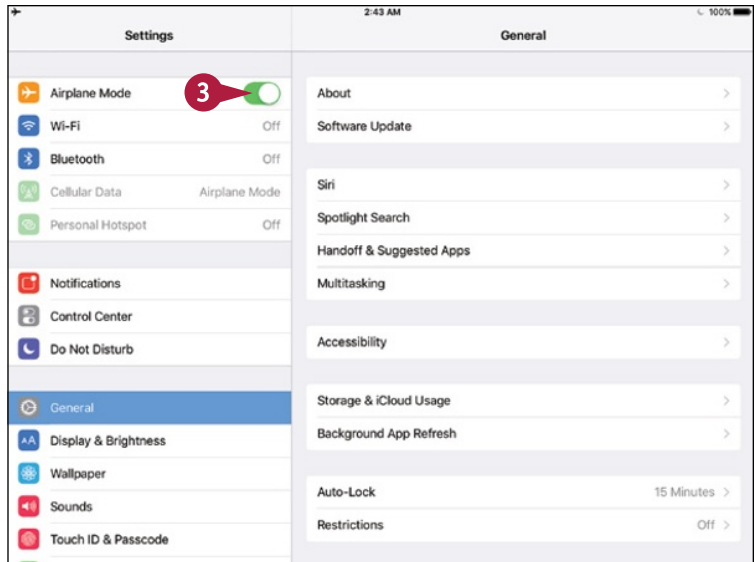 2:43 AM
100%
Settings
General
Airplane Mode
3
Wi-Fi Off
Bluetooth Off
Cellular Data Airplane Mode
Personal Hotspot Off
Notifications
Control Center
Do Not Disturb
General
AA Display & Brightness
Wallpaper
Sounds
Touch ID & Passcode
About
Software Update
Siri
Spotlight Search
Handoff & Suggested Apps
Multitasking
Accessibility
Storage & iCloud Usage
Background App Refresh
Auto-Lock 15 Minutes
Restrictions Off